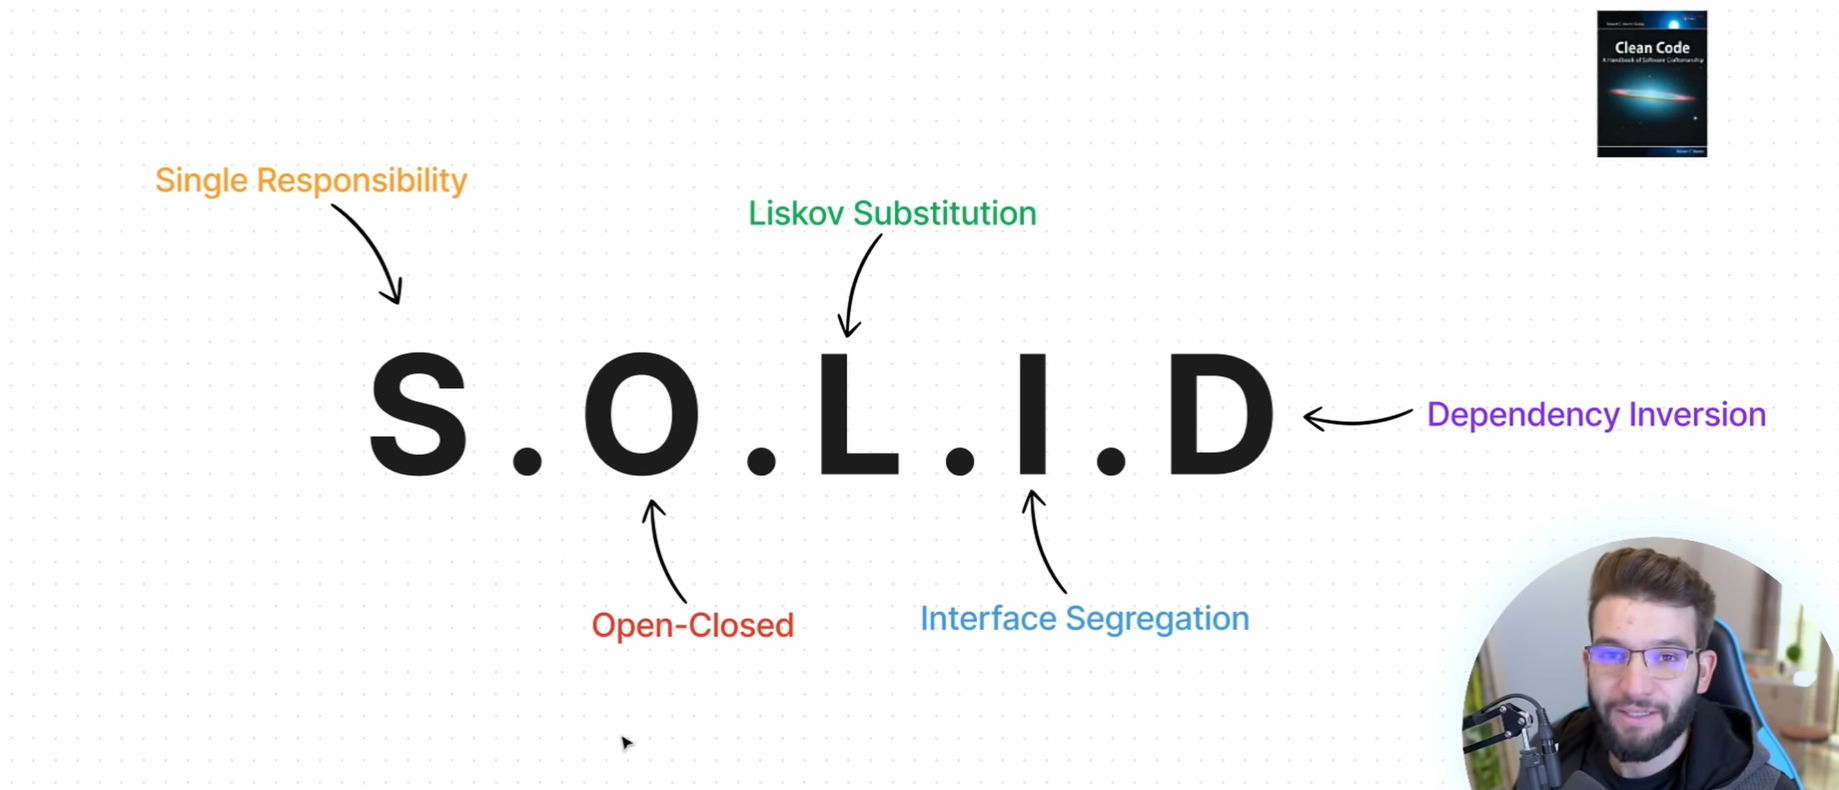 Clean Code
A Handbook of Software Craftsmanship
Single Responsibility
Liskov Substitution
S.O.L.I.D
Dependency Inversion
Open-Closed
Interface Segregation